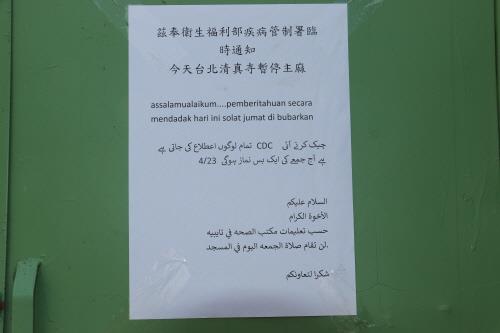 茲奉衛生福利部疾病管制署臨
時通知
今天台北清真寺暫停主麻
assalamualaikum....pemberitahuan secara
mendadak hari ini solat jumat di bubarkan
چیک کرتے آئی CDC تمام لوگوں اعطلاع کی جاتی ہے
ہے آج جمعے کی ایک بس نماز ہوگی 4/23
السلام عليكم
الأخوة الكرام
حسب تعليمات مكتب الصحه في تايبيه
لن تقام صلاة الجمعه اليوم في المسجد.
شكرا لتعاونكم